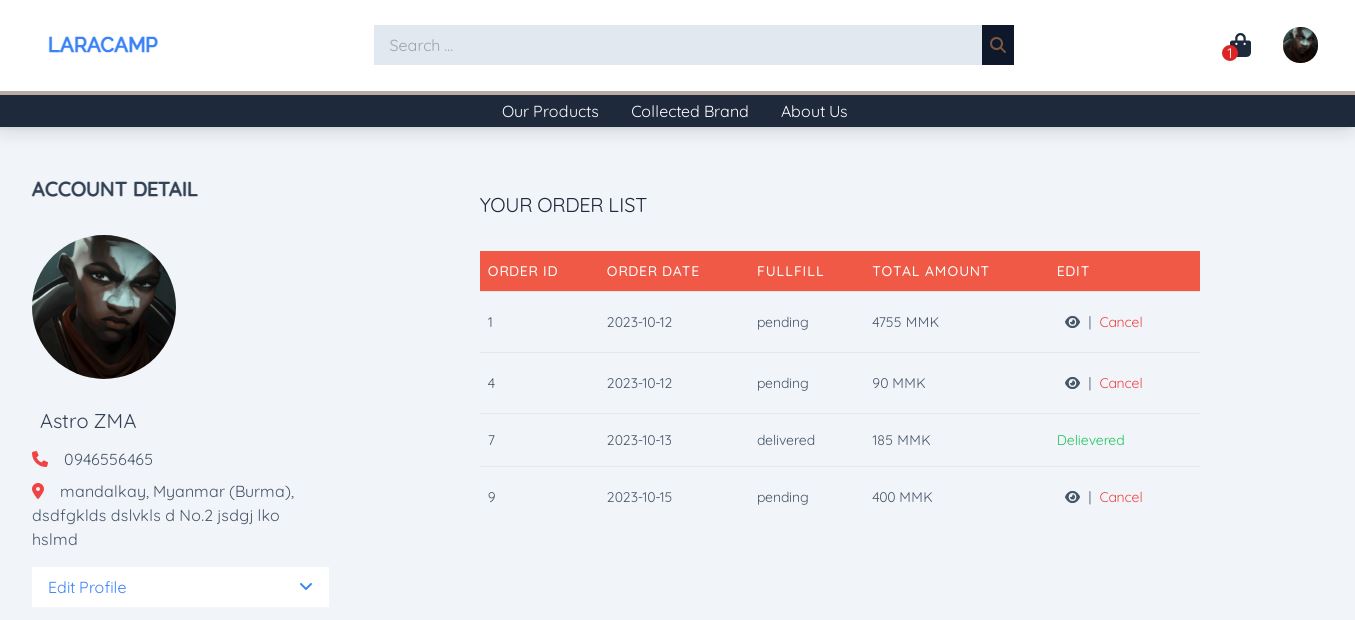 LARACAMP
Search ...
1
Our Products Collected Brand About Us
ACCOUNT DETAIL
Astro ZMA
0946556465
mandalkay, Myanmar (Burma),
dsdfgklds dslvkls d No.2 jsdgj lko
hslmd
Edit Profile
YOUR ORDER LIST
ORDER ID ORDER DATE FULLFILL TOTAL AMOUNT EDIT
1 2023-10-12 pending 4755 MMK | Cancel
4 2023-10-12 pending 90 MMK | Cancel
7 2023-10-13 delivered 185 MMK Delievered
9 2023-10-15 pending 400 MMK | Cancel